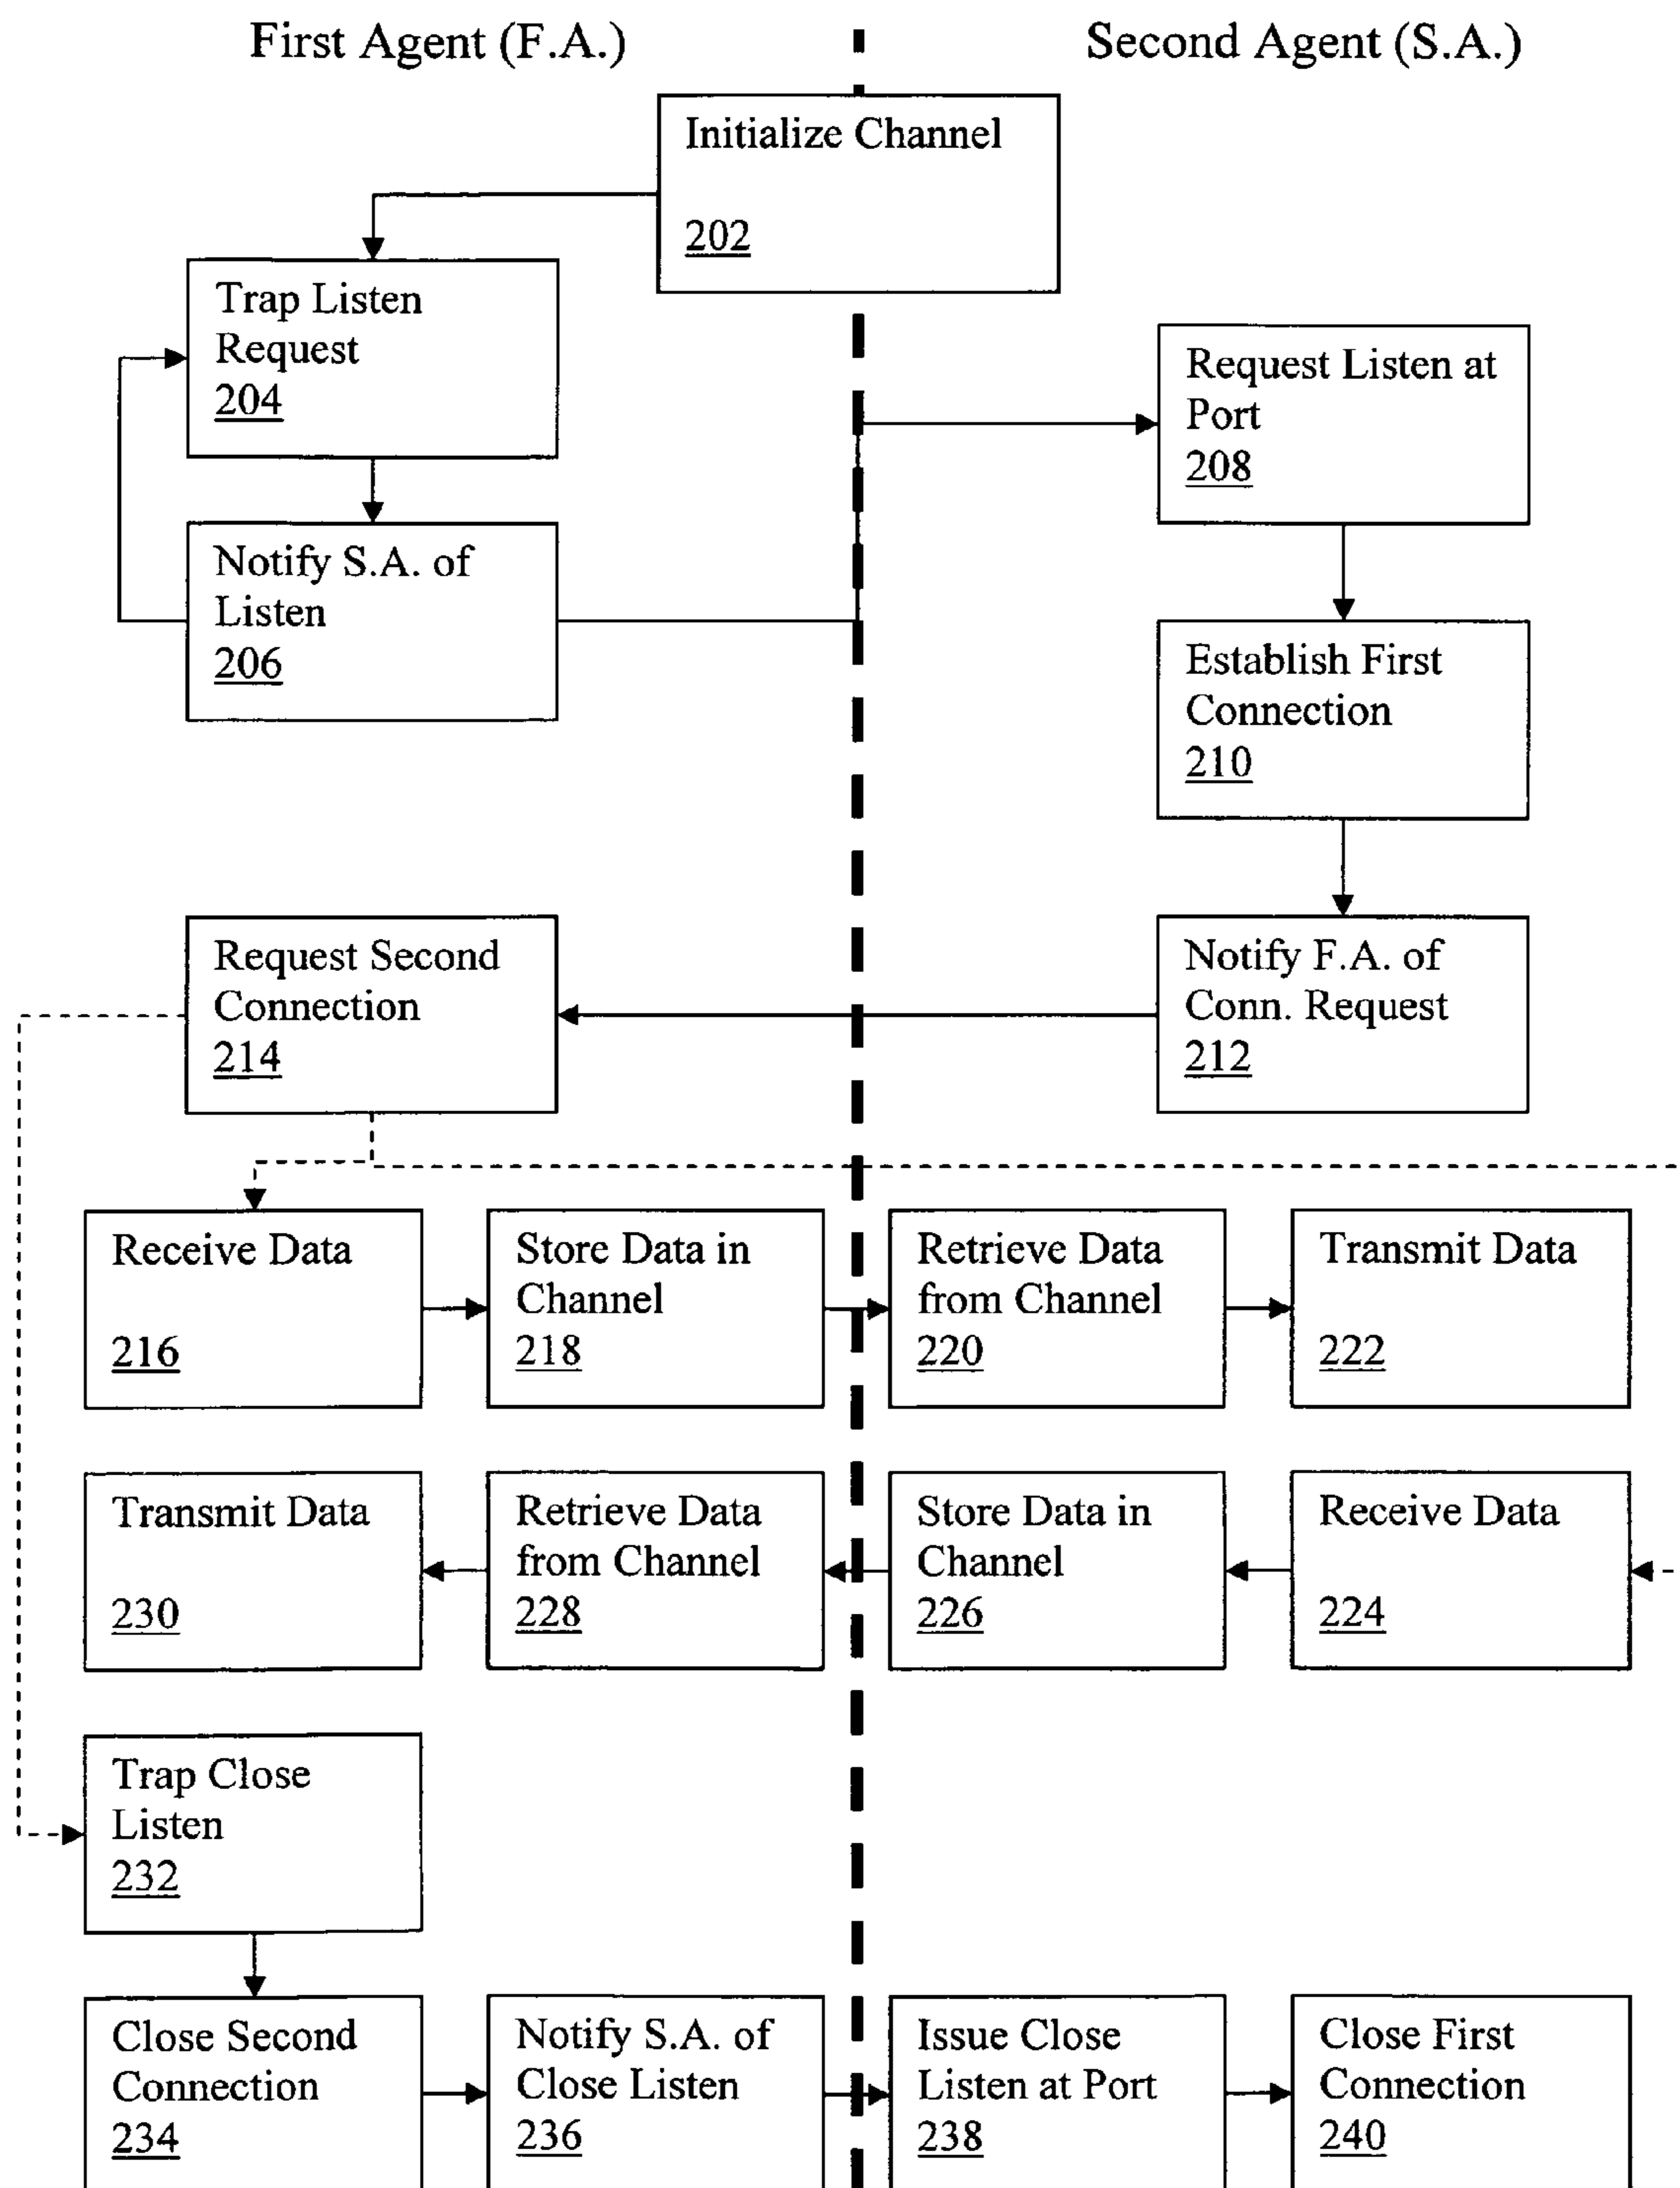 First Agent (F.A.)
Second Agent (S.A.)
Initialize Channel
202
Trap Listen
Request
204
Request Listen at
Port
208
Notify S.A. of
Listen
206
Establish First
Connection
210
Request Second
Connection
214
Notify F.A. of
Conn. Request
212
Receive Data
216
Store Data in
Channel
218
Retrieve Data
from Channel
220
Transmit Data
222
Transmit Data
230
Retrieve Data
from Channel
228
Store Data in
Channel
226
Receive Data
224
Trap Close
Listen
232
Close Second
Connection
234
Notify S.A. of
Close Listen
236
Issue Close
Listen at Port
238
Close First
Connection
240